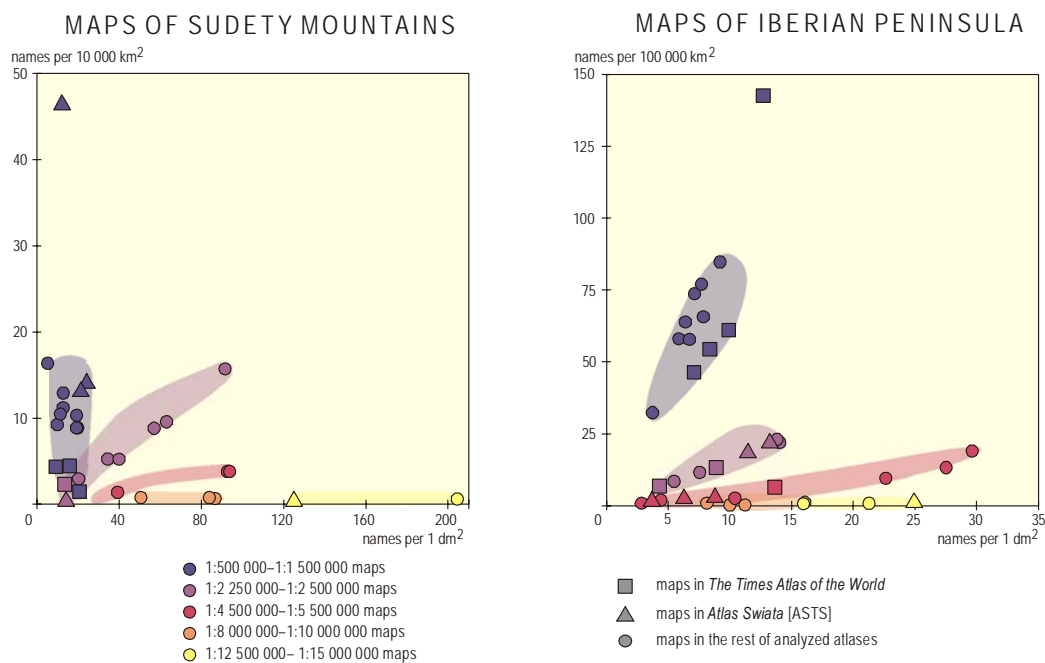 MAPS OF SUDETY MOUNTAINS
names per 10 000 km²
50
40
30
20
10
0 40 80 120 160 200
names per 1 dm²
1:500 000–1:1 500 000 maps
1:2 250 000–1:2 500 000 maps
1:4 500 000–1:5 500 000 maps
1:8 000 000–1:10 000 000 maps
1:12 500 000– 1:15 000 000 maps
MAPS OF IBERIAN PENINSULA
names per 100 000 km²
150
125
100
75
50
25
0
0 5 10 15 20 25 30 35
names per 1 dm²
maps in The Times Atlas of the World
maps in Atlas Swiata [ASTS]
maps in the rest of analyzed atlases